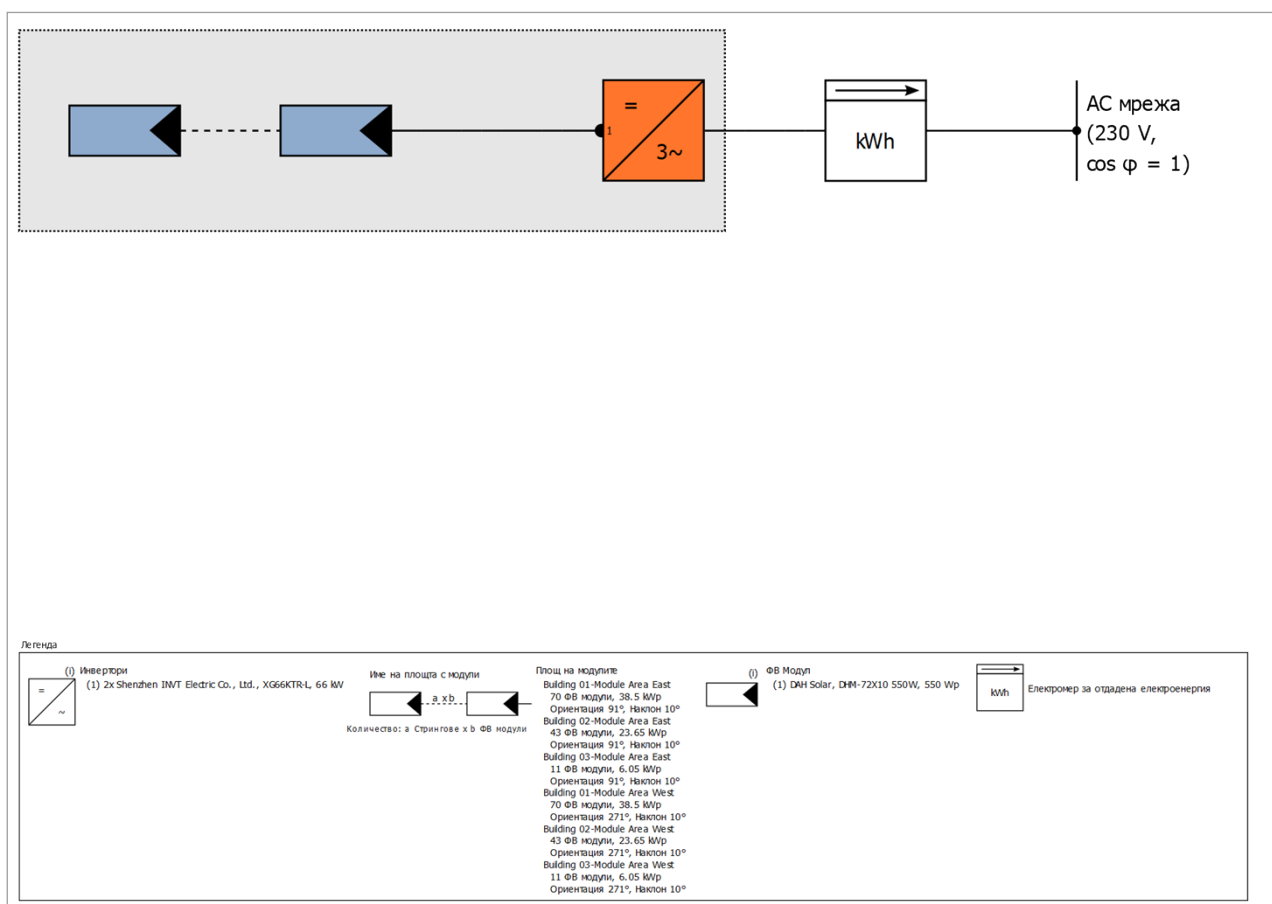 =
1
3~
kWh
АС мрежа
(230 V,
cos φ = 1)
Легенда
(i) Инвертори
=
~
(1) 2x Shenzhen INVT Electric Co., Ltd., XG66KTR-L, 66 kW
Име на площта с модули
a x b
Количество: a Стрингове x b ФВ модули
Площ на модулите
Building 01-Module Area East
70 ФВ модули, 38.5 kWp
Ориентация 91°, Наклон 10°
Building 02-Module Area East
43 ФВ модули, 23.65 kWp
Ориентация 91°, Наклон 10°
Building 03-Module Area East
11 ФВ модули, 6.05 kWp
Ориентация 91°, Наклон 10°
Building 01-Module Area West
70 ФВ модули, 38.5 kWp
Ориентация 271°, Наклон 10°
Building 02-Module Area West
43 ФВ модули, 23.65 kWp
Ориентация 271°, Наклон 10°
Building 03-Module Area West
11 ФВ модули, 6.05 kWp
Ориентация 271°, Наклон 10°
(i) ФВ Модул
(1) DAH Solar, DHM-72X10 550W, 550 Wp
kWh
Електромер за отдадена електроенергия